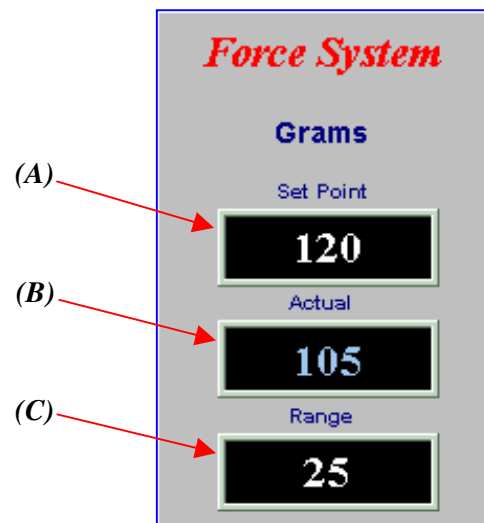 Force System
Grams
(A)
Set Point
120
(B)
Actual
105
(C)
Range
25